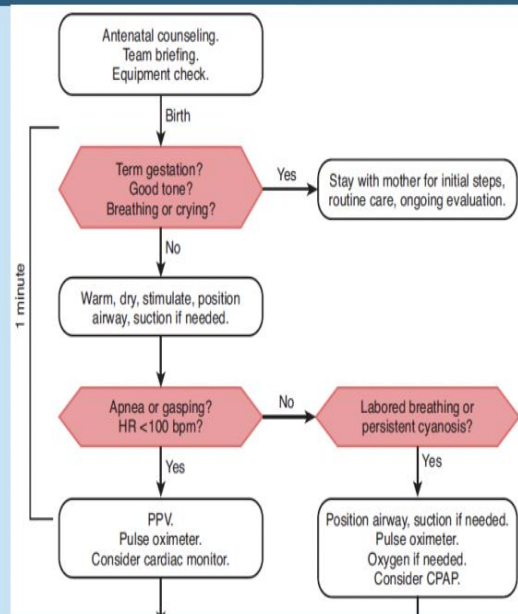 Antenatal counseling.
Team briefing.
Equipment check.
Birth
Term gestation?
Good tone?
Breathing or crying?
Yes
Stay with mother for initial steps,
routine care, ongoing evaluation.
No
1 minute
Warm, dry, stimulate, position
airway, suction if needed.
Apnea or gasping?
HR <100 bpm?
No
Labored breathing or
persistent cyanosis?
Yes
Yes
PPV.
Pulse oximeter.
Consider cardiac monitor.
Position airway, suction if needed.
Pulse oximeter.
Oxygen if needed.
Consider CPAP.